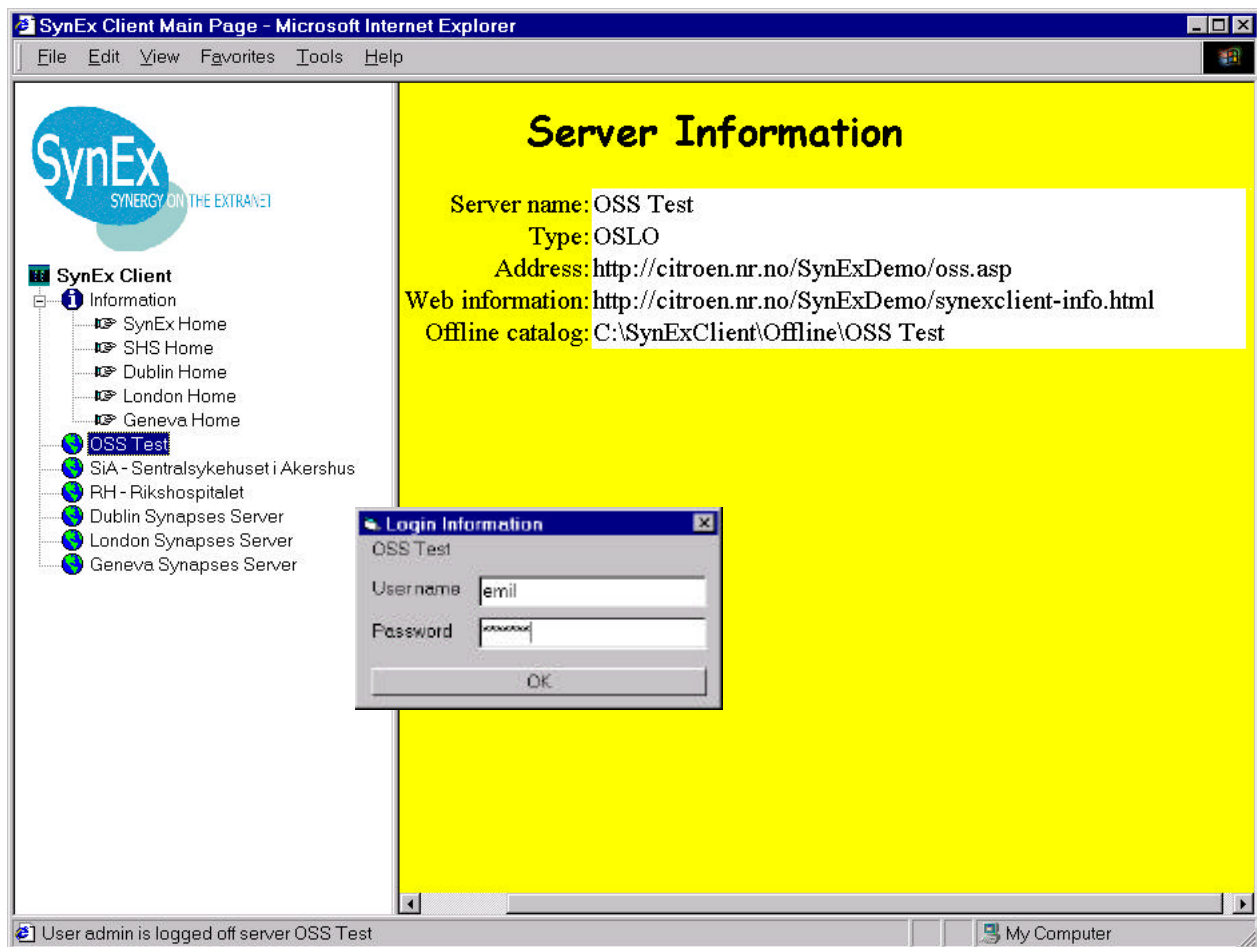 SynEx Client Main Page - Microsoft Internet Explorer
File Edit View Favorites Tools Help
SynEx
SYNERGY ON THE EXTRANET
SynEx Client
Information
SynEx Home
SHS Home
Dublin Home
London Home
Geneva Home
OSS Test
SiA - Sentralsykehuset i Akershus
RH - Rikshospitalet
Dublin Synapses Server
London Synapses Server
Geneva Synapses Server
Server Information
Server name: OSS Test
Type: OSLO
Address: http://citroen.nr.no/SynExDemo/oss.asp
Web information: http://citroen.nr.no/SynExDemo/synexclient-info.html
Offline catalog: C:\SynExClient\Offline\OSS Test
Login Information
OSS Test
Username emil
Password *******
OK
User admin is logged off server OSS Test
My Computer